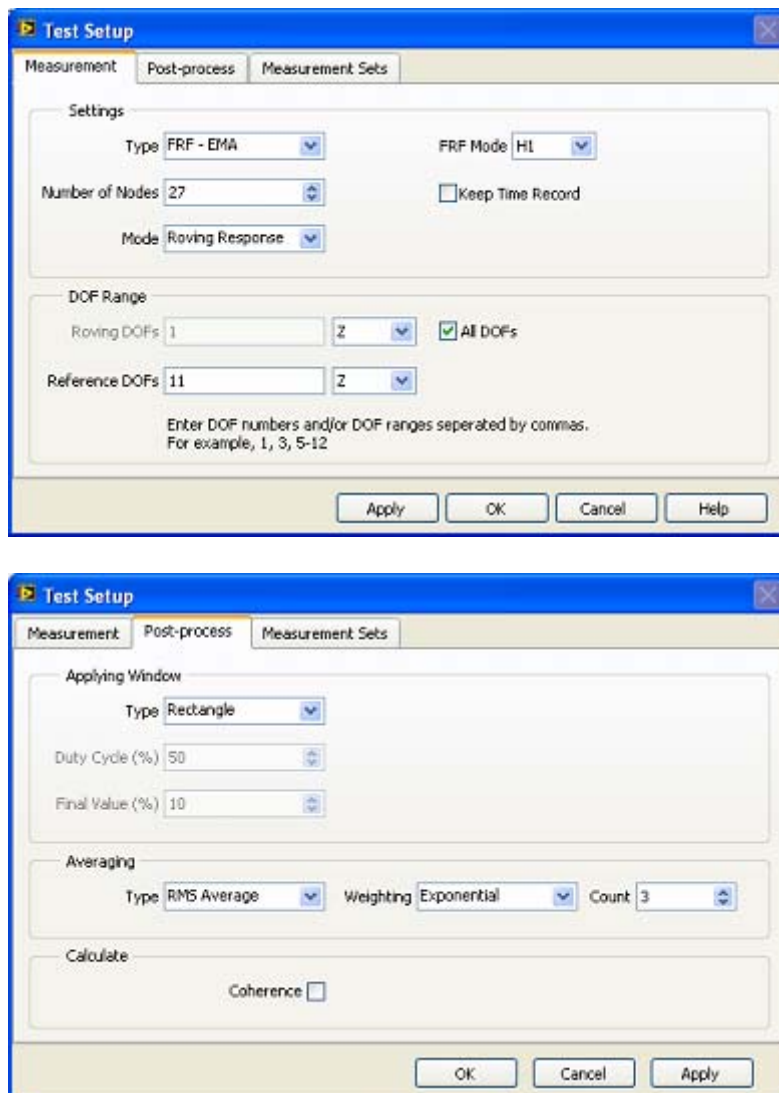 Test Setup
Measurement Post-process Measurement Sets
Settings
Type FRF - EMA FRF Mode H1
Number of Nodes 27 Keep Time Record
Mode Roving Response
DOF Range
Roving DOFs 1 Z All DOFs
Reference DOFs 11 Z
Enter DOF numbers and/or DOF ranges seperated by commas.
For example, 1, 3, 5-12
Apply OK Cancel Help
Test Setup
Measurement Post-process Measurement Sets
Applying Window
Type Rectangle
Duty Cycle (%) 50
Final Value (%) 10
Averaging
Type RMS Average Weighting Exponential Count 3
Calculate
Coherence
OK Cancel Apply